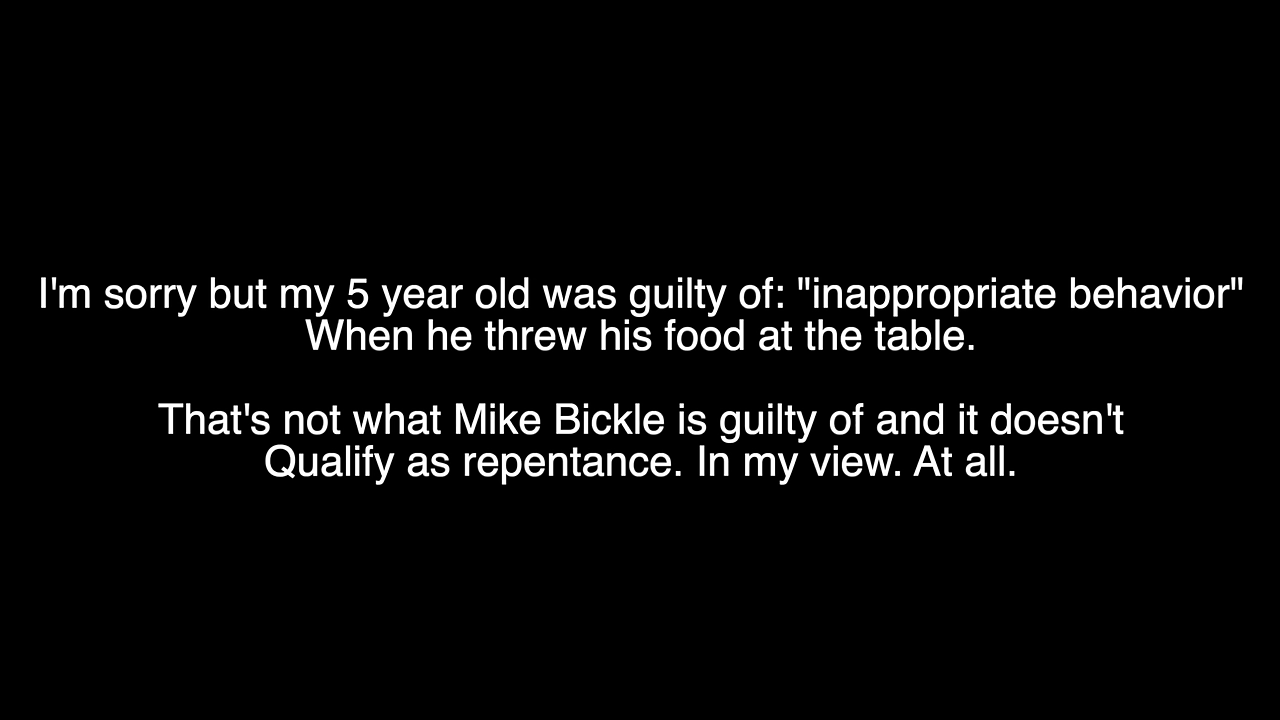 I'm sorry but my 5 year old was guilty of: "inappropriate behavior"
When he threw his food at the table.
That's not what Mike Bickle is guilty of and it doesn't
Qualify as repentance. In my view. At all.